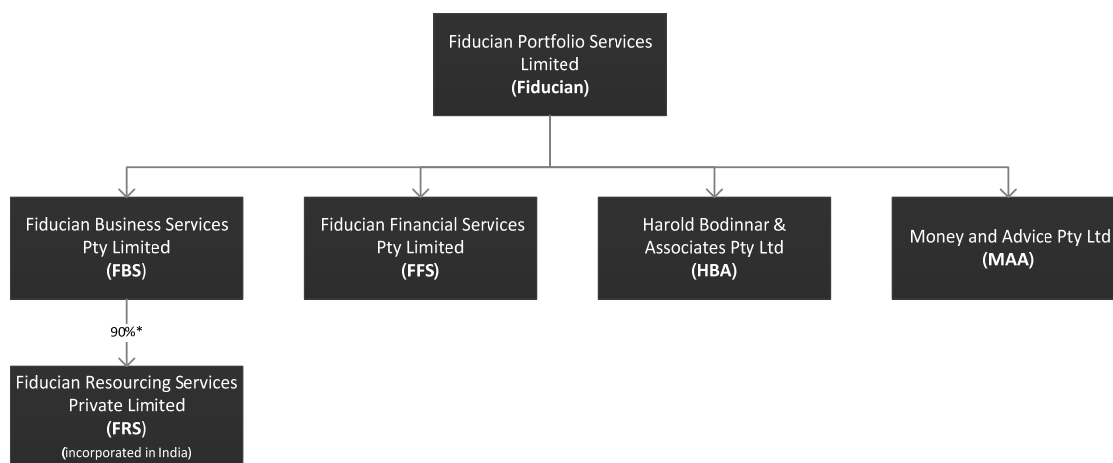 Fiducian Portfolio Services
Limited
(Fiducian)
Fiducian Business Services
Pty Limited
(FBS)
Fiducian Financial Services
Pty Limited
(FFS)
Harold Bodinnar &
Associates Pty Ltd
(HBA)
Money and Advice Pty Ltd
(MAA)
90%*
Fiducian Resourcing Services
Private Limited
(FRS)
(incorporated in India)